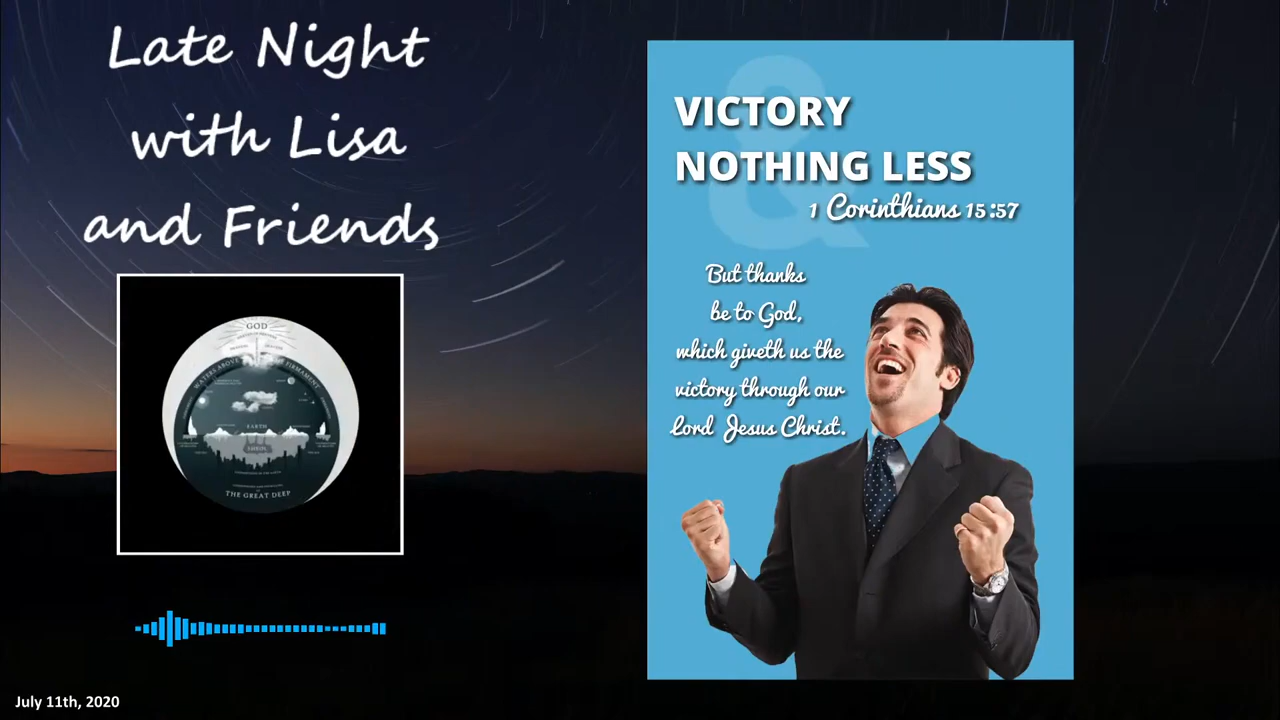 Late Night
with Lisa
and Friends
GOD
WATERS ABOVE
FIRMAMENT
EARTH
SHEOL
THE GREAT DEEP
&
VICTORY
NOTHING LESS
1 Corinthians 15:57
But thanks
be to God,
which giveth us the
victory through our
Lord Jesus Christ.
July 11th, 2020